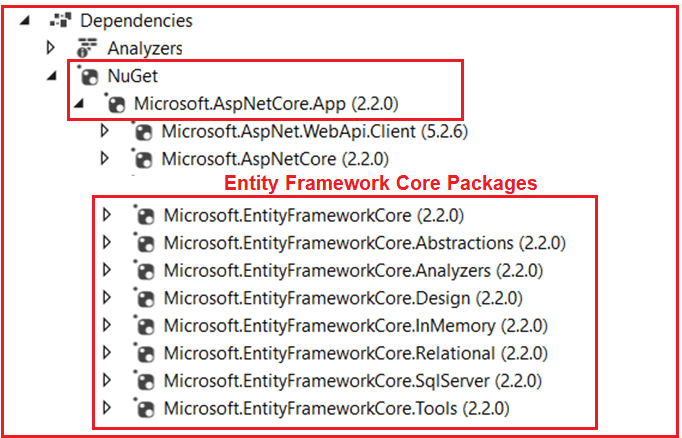 Dependencies
Analyzers
NuGet
Microsoft.AspNetCore.App (2.2.0)
Microsoft.AspNet.WebApi.Client (5.2.6)
Microsoft.AspNetCore (2.2.0)
Entity Framework Core Packages
Microsoft.EntityFrameworkCore (2.2.0)
Microsoft.EntityFrameworkCore.Abstractions (2.2.0)
Microsoft.EntityFrameworkCore.Analyzers (2.2.0)
Microsoft.EntityFrameworkCore.Design (2.2.0)
Microsoft.EntityFrameworkCore.InMemory (2.2.0)
Microsoft.EntityFrameworkCore.Relational (2.2.0)
Microsoft.EntityFrameworkCore.SqlServer (2.2.0)
Microsoft.EntityFrameworkCore.Tools (2.2.0)